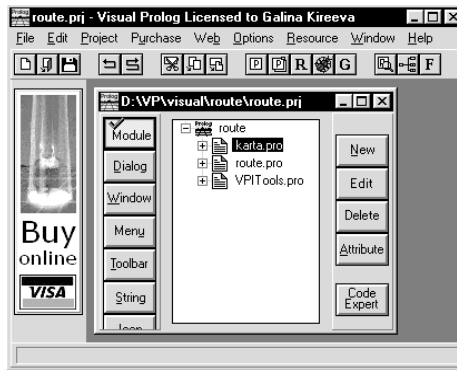 route.prj - Visual Prolog Licensed to Galina Kireeva
File Edit Project Purchase Web Options Resource Window Help
R G F
D:\VP\visual\route\route.prj
Module
Dialog
Window
Menu
Toolbar
String
Icon
route
karta.pro
route.pro
VPITools.pro
New
Edit
Delete
Attribute
Code
Expert
Buy
online
VISA